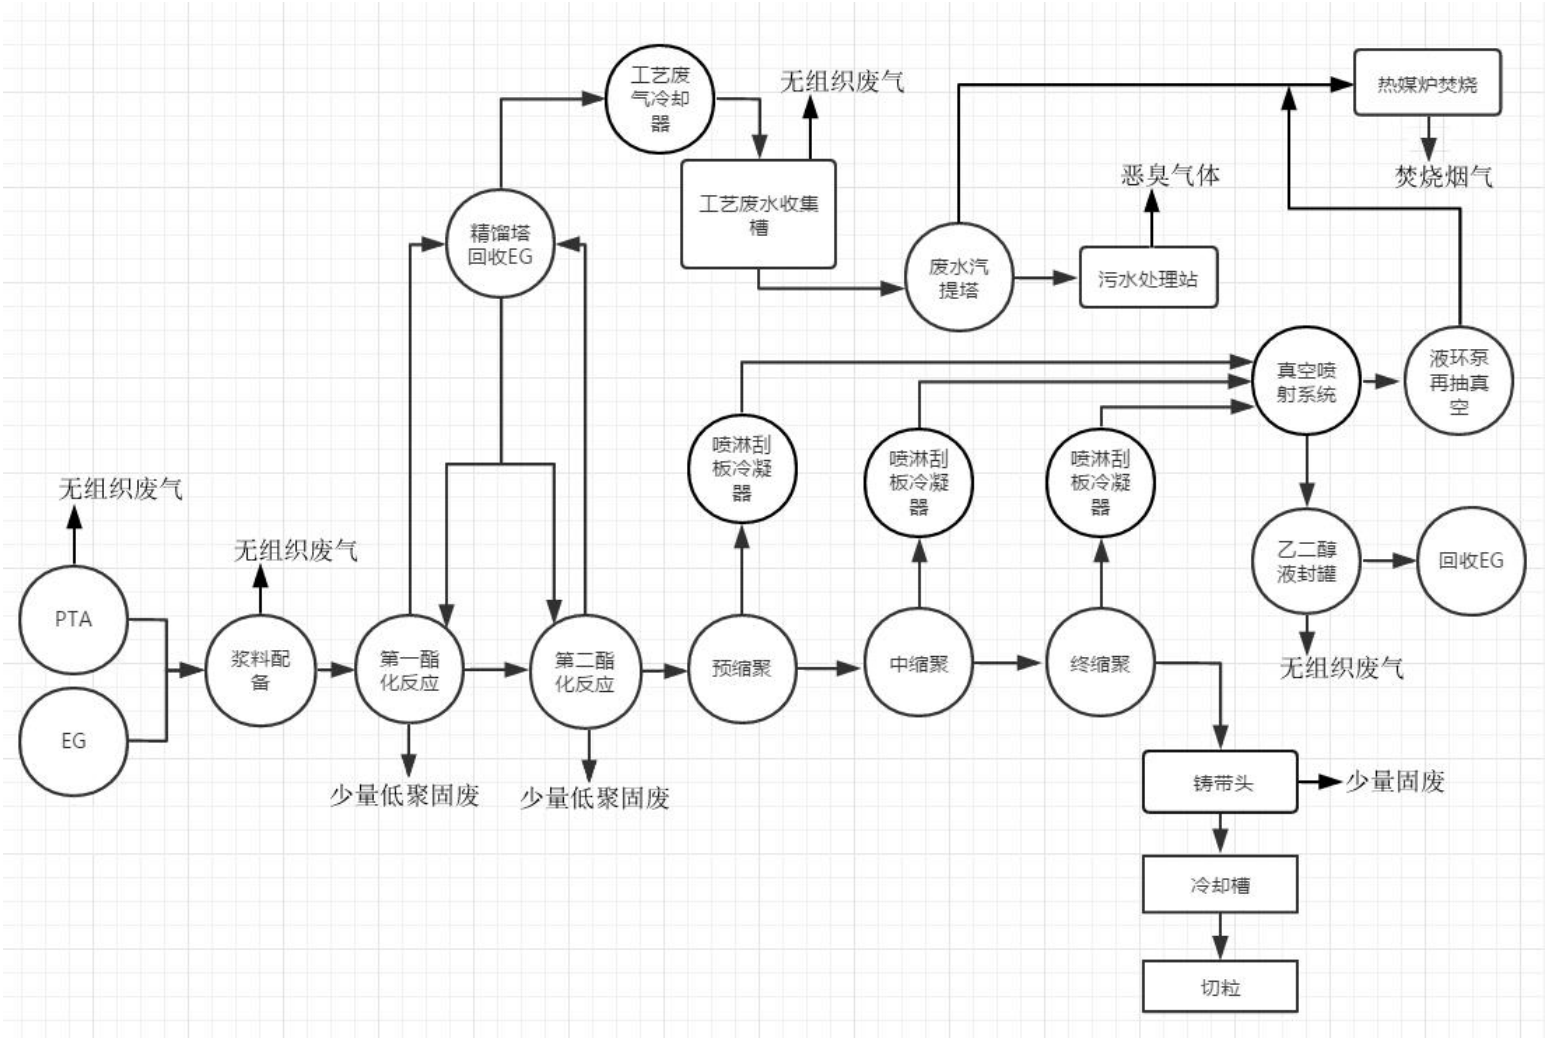 工艺废
气冷却
器
无组织废气
热媒炉焚烧
焚烧烟气
工艺废水收集
槽
恶臭气体
精馏塔
回收EG
废水汽
提塔
污水处理站
真空喷
射系统
液环泵
再抽真
空
喷淋刮
板冷凝
器
喷淋刮
板冷凝
器
喷淋刮
板冷凝
器
无组织废气
无组织废气
乙二醇
液封罐
回收EG
无组织废气
PTA
EG
浆料配
备
第一酯
化反应
第二酯
化反应
预缩聚
中缩聚
终缩聚
少量低聚固废
少量低聚固废
铸带头
少量固废
冷却槽
切粒